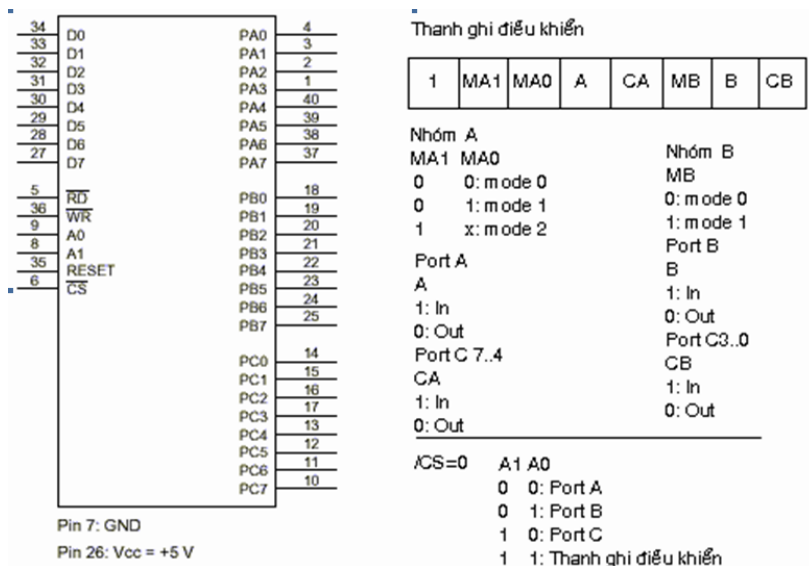 34 D0 PA0 4
33 D1 PA1 3
32 D2 PA2 2
31 D3 PA3 1
30 D4 PA4 40
29 D5 PA5 39
28 D6 PA6 38
27 D7 PA7 37
5 RD PB0 18
36 WR PB1 19
9 A0 PB2 20
8 A1 PB3 21
35 RESET PB4 22
6 CS PB5 23
PB6 24
PB7 25
PC0 14
PC1 15
PC2 16
PC3 17
PC4 13
PC5 12
PC6 11
PC7 10
Pin 7: GND
Pin 26: Vcc = +5 V
Thanh ghi điều khiển
1 MA1 MA0 A CA MB B CB
Nhóm A
MA1 MA0
0 0: mode 0
0 1: mode 1
1 x: mode 2
Port A
A
1: In
0: Out
Port C 7..4
CA
1: In
0: Out
Nhóm B
MB
0: mode 0
1: mode 1
Port B
B
1: In
0: Out
Port C3..0
CB
1: In
0: Out
/CS=0 A1 A0
0 0: Port A
0 1: Port B
1 0: Port C
1 1: Thanh ghi điều khiển